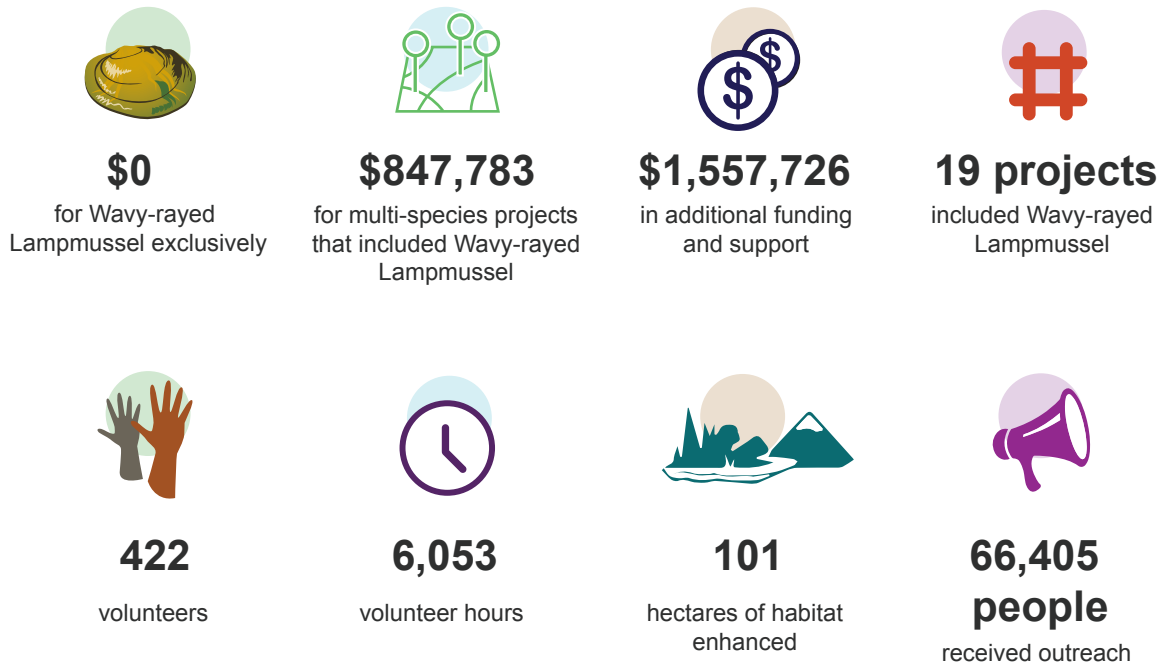 $0
for Wavy-rayed
Lampmussel exclusively
$847,783
for multi-species projects
that included Wavy-rayed
Lampmussel
$ $
$1,557,726
in additional funding
and support
19 projects
included Wavy-rayed
Lampmussel
422
volunteers
6,053
volunteer hours
101
hectares of habitat
enhanced
66,405
people
received outreach